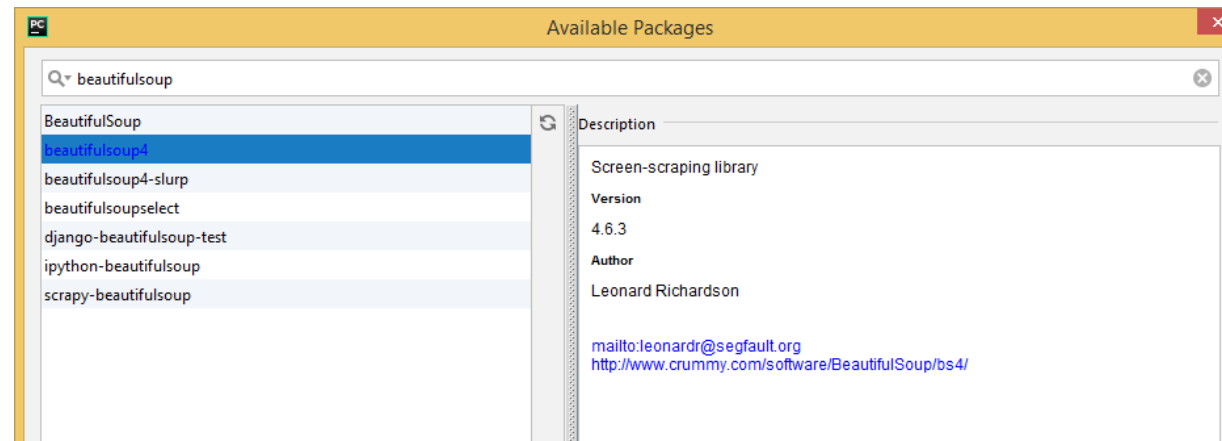 PC
Available Packages
beautifulsoup
BeautifulSoup
beautifulsoup4
beautifulsoup4-slurp
beautifulsoupselect
django-beautifulsoup-test
ipython-beautifulsoup
scrapy-beautifulsoup
Description
Screen-scraping library
Version
4.6.3
Author
Leonard Richardson
mailto:leonardr@segfault.org
http://www.crummy.com/software/BeautifulSoup/bs4/